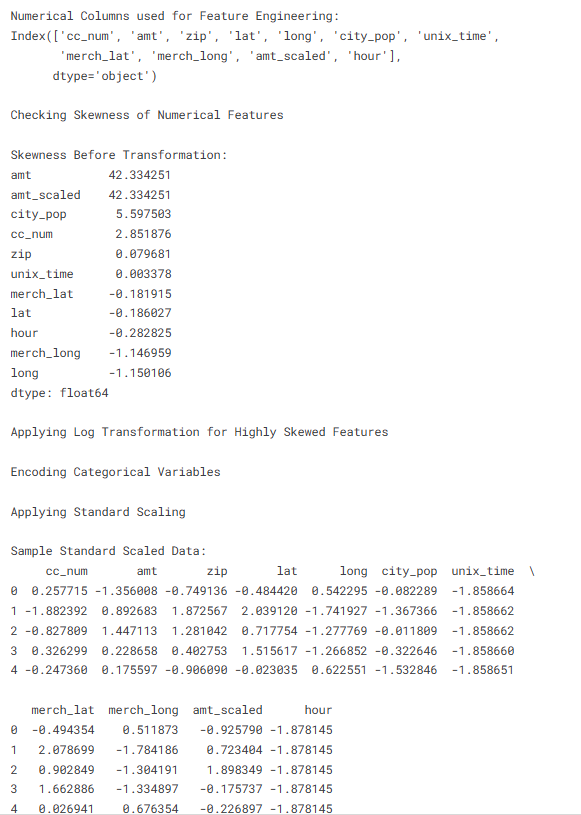 Numerical Columns used for Feature Engineering:
Index(['cc_num', 'amt', 'zip', 'lat', 'long', 'city_pop', 'unix_time',
       'merch_lat', 'merch_long', 'amt_scaled', 'hour'],
      dtype='object')
Checking Skewness of Numerical Features
Skewness Before Transformation:
amt           42.334251
amt_scaled    42.334251
city_pop       5.597503
cc_num         2.851876
zip            0.079681
unix_time      0.003378
merch_lat     -0.181915
lat           -0.186027
hour          -0.282825
merch_long    -1.146959
long          -1.150106
dtype: float64
Applying Log Transformation for Highly Skewed Features
Encoding Categorical Variables
Applying Standard Scaling
Sample Standard Scaled Data:
     cc_num       amt       zip       lat      long  city_pop  unix_time  \
0  0.257715 -1.356008 -0.749136 -0.484420  0.542295 -0.082289  -1.858664
1 -1.882392  0.892683  1.872567  2.039120 -1.741927 -1.367366  -1.858662
2 -0.827809  1.447113  1.281042  0.717754 -1.277769 -0.011809  -1.858662
3  0.326299  0.228658  0.402753  1.515617 -1.266852 -0.322646  -1.858660
4 -0.247360  0.175597 -0.906090 -0.023035  0.622551 -1.532846  -1.858651
   merch_lat  merch_long  amt_scaled      hour
0  -0.494354    0.511873   -0.925790 -1.878145
1   2.078699   -1.784186    0.723404 -1.878145
2   0.902849   -1.304191    1.898349 -1.878145
3   1.662886   -1.334897   -0.175737 -1.878145
4   0.026941    0.676354   -0.226897 -1.878145